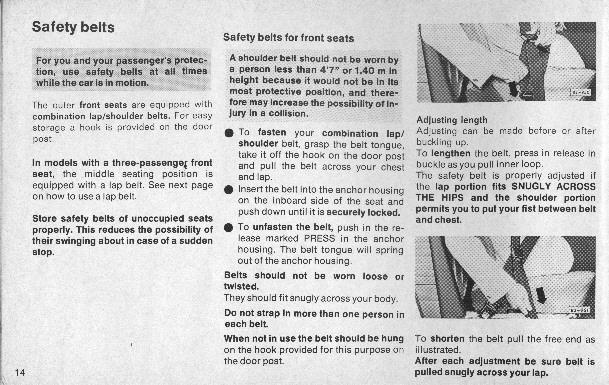 Safety belts
For you and your passenger's protec-
tion, use safety belts at all times
while the car is in motion.
The outer front seats are equipped with
combination lap/shoulder belts. For easy
storage a hook is provided on the door
post.
In models with a three-passenger front
seat, the middle seating position is
equipped with a lap belt. See next page
on how to use a lap belt.
Store safety belts of unoccupied seats
properly. This reduces the possibility of
their swinging about in case of a sudden
stop.
14
Safety belts for front seats
A shoulder belt should not be worn by
a person less than 4'7" or 1.40 m in
height because it would not be in its
most protective position, and there-
fore may increase the possibility of in-
jury in a collision.
● To fasten your combination lap/
shoulder belt, grasp the belt tongue,
take it off the hook on the door post
and pull the belt across your chest
and lap.
● Insert the belt into the anchor housing
on the inboard side of the seat and
push down until it is securely locked.
● To unfasten the belt, push in the re-
lease marked PRESS in the anchor
housing. The belt tongue will spring
out of the anchor housing.
Belts should not be worn loose or
twisted.
They should fit snugly across your body.
Do not strap in more than one person in
each belt.
When not in use the belt should be hung
on the hook provided for this purpose on
the door post.
Adjusting length
Adjusting can be made before or after
buckling up.
To lengthen the belt, press in release in
buckle as you pull inner loop.
The safety belt is properly adjusted if
the lap portion fits SNUGLY ACROSS
THE HIPS and the shoulder portion
permits you to put your fist between belt
and chest.
To shorten the belt pull the free end as
illustrated.
After each adjustment be sure belt is
pulled snugly across your lap.